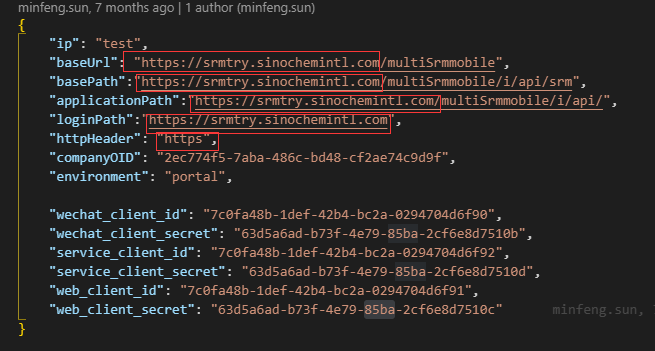 minfeng.sun, 7 months ago | 1 author (minfeng.sun)
{
"ip": "test",
"baseUrl": "https://srmtry.sinochemintl.com/multiSrmmobile",
"basePath":"https://srmtry.sinochemintl.com/multiSrmmobile/i/api/srm",
"applicationPath":"https://srmtry.sinochemintl.com/multiSrmmobile/i/api/",
"loginPath":"https://srmtry.sinochemintl.com",
"httpHeader": "https",
"companyOID": "2ec774f5-7aba-486c-bd48-cf2ae74c9d9f",
"environment": "portal",
"wechat_client_id": "7c0fa48b-1def-42b4-bc2a-0294704d6f90",
"wechat_client_secret": "63d5a6ad-b73f-4e79-85ba-2cf6e8d7510b",
"service_client_id": "7c0fa48b-1def-42b4-bc2a-0294704d6f92",
"service_client_secret": "63d5a6ad-b73f-4e79-85ba-2cf6e8d7510d",
"web_client_id": "7c0fa48b-1def-42b4-bc2a-0294704d6f91",
"web_client_secret": "63d5a6ad-b73f-4e79-85ba-2cf6e8d7510c" minfeng.sun,
}